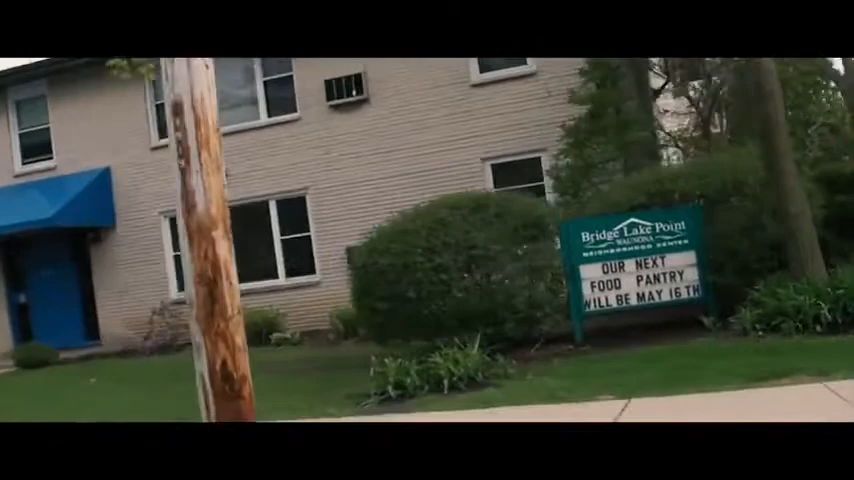 Bridge Lake Point
WAUNONA
NEIGHBORHOOD CENTER
OUR NEXT
FOOD PANTRY
WILL BE MAY 16TH